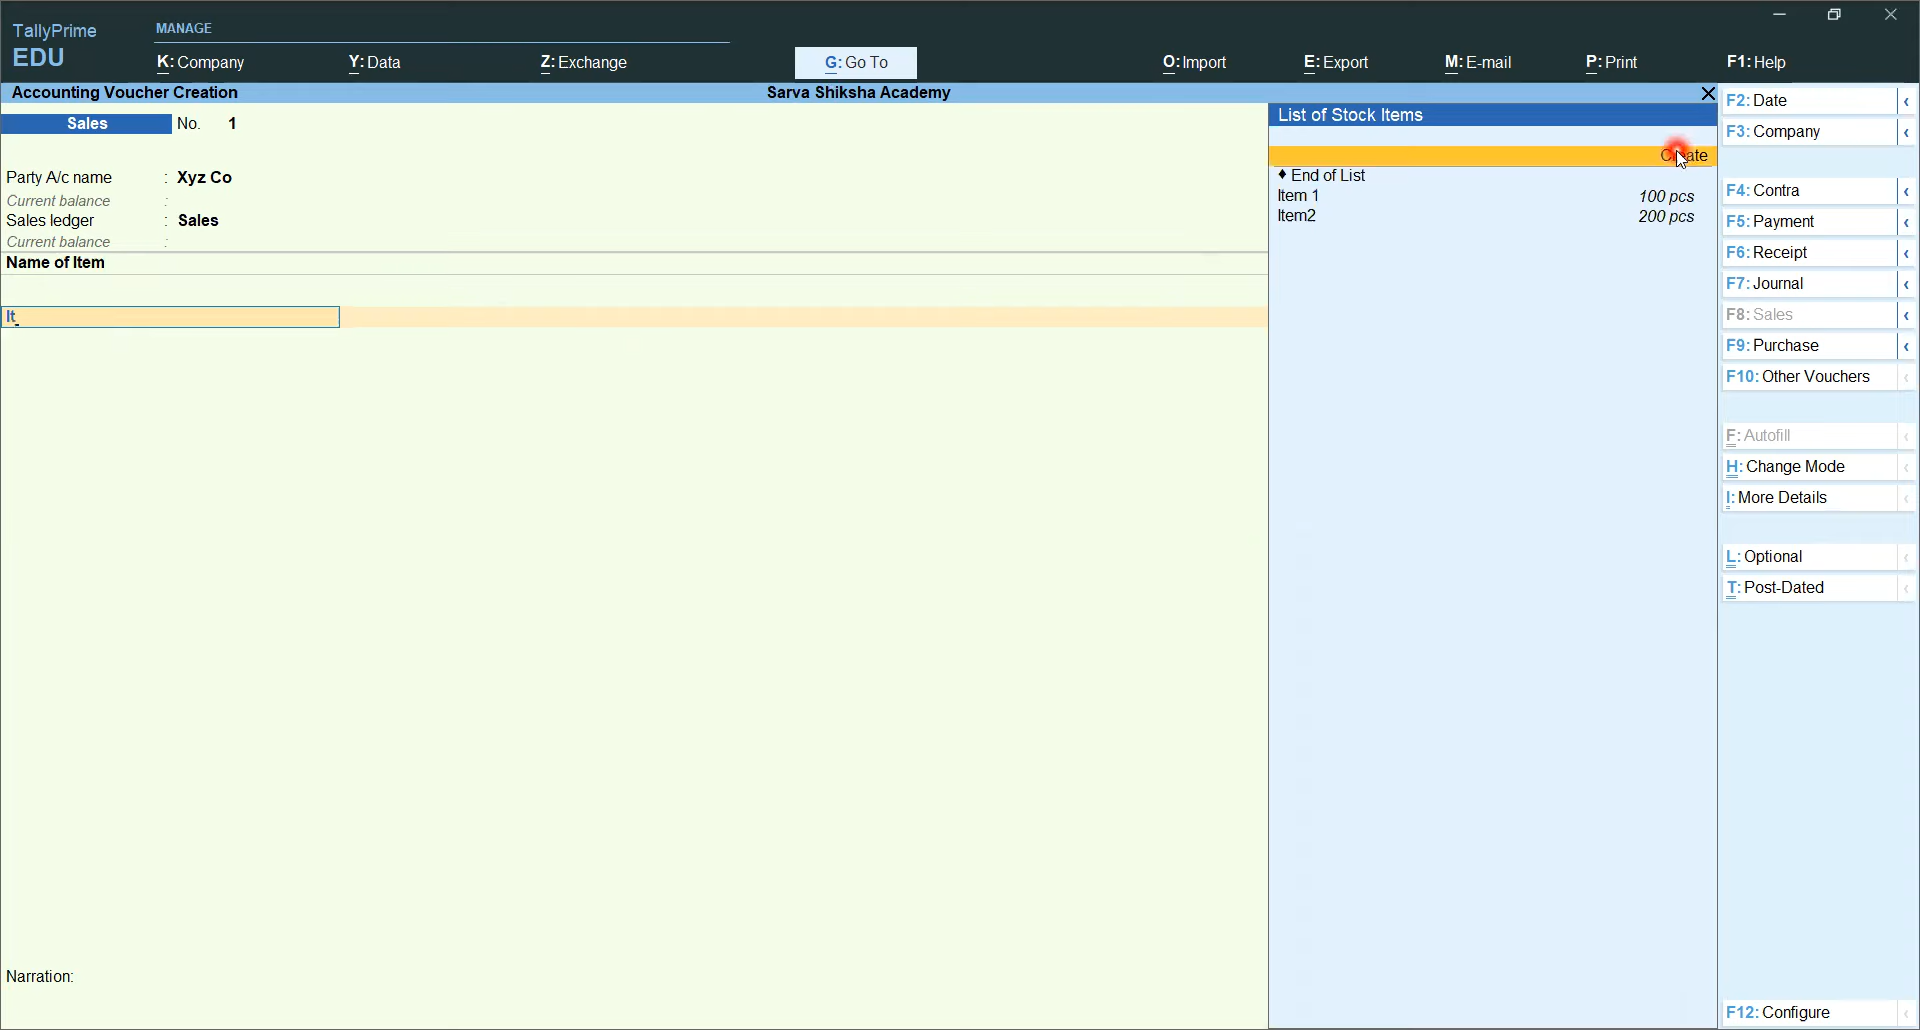 TallyPrime
EDU
MANAGE
K: Company
Y: Data
Z: Exchange
G: Go To
O: Import
E: Export
M: E-mail
P: Print
F1: Help
Accounting Voucher Creation
Sarva Shiksha Academy
Sales No. 1
Party A/c name : Xyz Co
Current balance :
Sales ledger : Sales
Current balance :
Name of Item
It
Narration:
List of Stock Items
Create
♦ End of List
Item 1 100 pcs
Item2 200 pcs
F2: Date
F3: Company
F4: Contra
F5: Payment
F6: Receipt
F7: Journal
F8: Sales
F9: Purchase
F10: Other Vouchers
F: Autofill
H: Change Mode
I: More Details
L: Optional
T: Post-Dated
F12: Configure